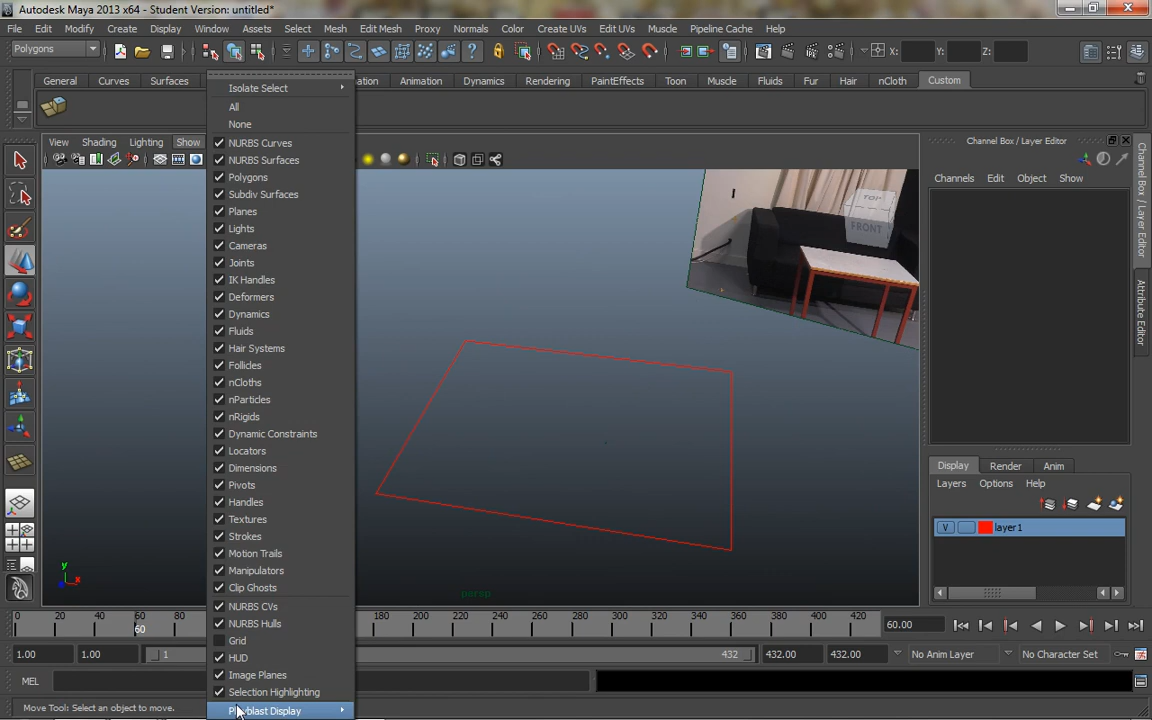 Autodesk Maya 2013 x64 - Student Version: untitled*
File Edit Modify Create Display Window Assets Select Mesh Edit Mesh Proxy Normals Color Create UVs Edit UVs Muscle Pipeline Cache Help
Polygons X: Y: Z:
General Curves Surfaces ation Animation Dynamics Rendering PaintEffects Toon Muscle Fluids Fur Hair nCloth Custom
View Shading Lighting Show
Isolate Select
All
None
NURBS Curves
NURBS Surfaces
Polygons
Subdiv Surfaces
Planes
Lights
Cameras
Joints
IK Handles
Deformers
Dynamics
Fluids
Hair Systems
Follicles
nCloths
nParticles
nRigids
Dynamic Constraints
Locators
Dimensions
Pivots
Handles
Textures
Strokes
Motion Trails
Manipulators
Clip Ghosts
NURBS CVs
NURBS Hulls
Grid
HUD
Image Planes
Selection Highlighting
Playblast Display
TOP
FRONT
persp
y
x
z
Channel Box / Layer Editor
Channels Edit Object Show
Channel Box / Layer Editor
Attribute Editor
Display Render Anim
Layers Options Help
V layer1
0 20 40 60 80 180 200 220 240 260 280 300 320 340 360 380 400 420
60
60.00
1.00 1.00 1 432 432.00 432.00 No Anim Layer No Character Set
MEL
Move Tool: Select an object to move.